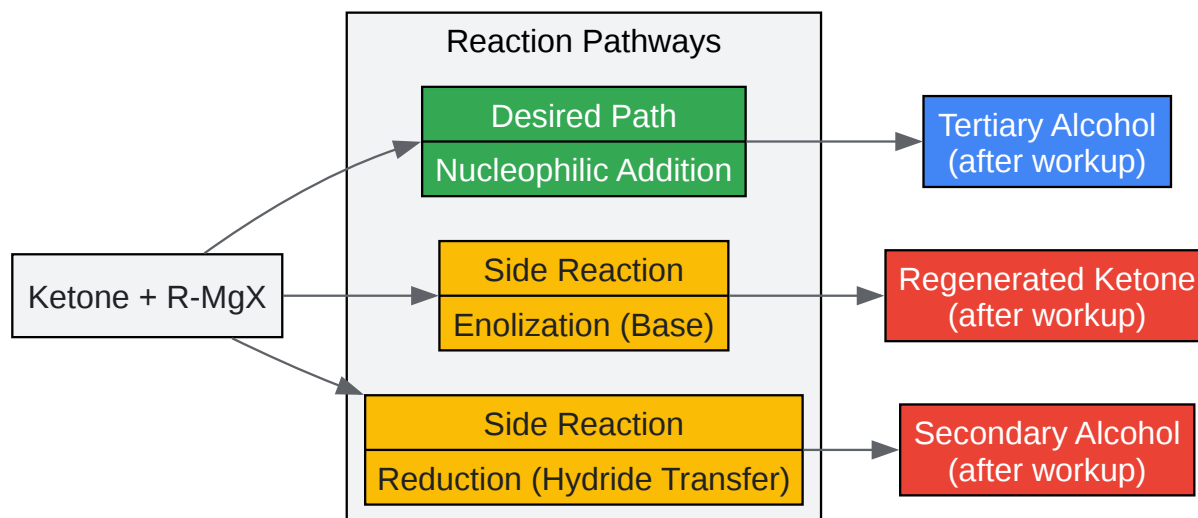 Reaction Pathways
Desired Path
Nucleophilic Addition
Tertiary Alcohol
(after workup)
Ketone + R-MgX
Side Reaction
Enolization (Base)
Regenerated Ketone
(after workup)
Side Reaction
Reduction (Hydride Transfer)
Secondary Alcohol
(after workup)